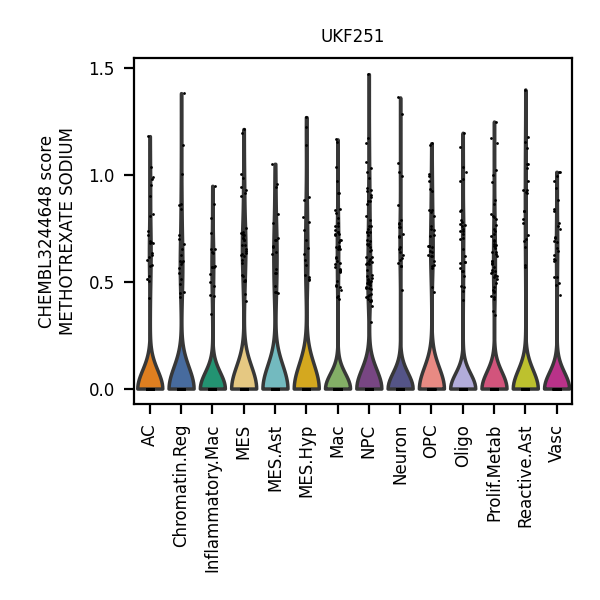 UKF251
CHEMBL3244648 score
METHOTREXATE SODIUM
1.5
1.0
0.5
0.0
AC
Chromatin.Reg
Inflammatory.Mac
MES
MES.Ast
MES.Hyp
Mac
NPC
Neuron
OPC
Oligo
Prolif.Metab
Reactive.Ast
Vasc